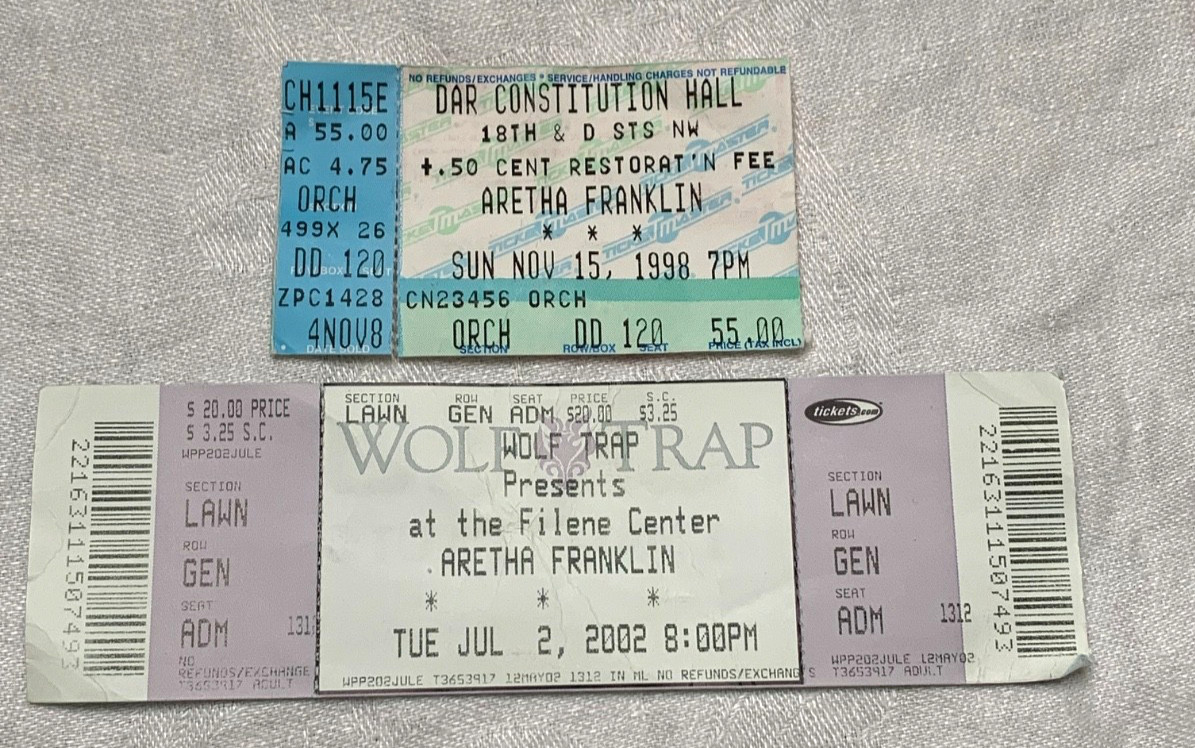 CH1115E
A 55.00
AC 4.75
ORCH
499X 26
DD 120
ZPC1428
4NOV8
DATE SOLD
NO REFUNDS/EXCHANGES • SERVICE/HANDLING CHARGES NOT REFUNDABLE
DAR CONSTITUTION HALL
18TH & D STS NW
+.50 CENT RESTORAT'N FEE
ARETHA FRANKLIN
* * *
SUN NOV 15, 1998 7PM
CN23456 ORCH
ORCH DD 120 55.00
SECTION ROW/BOX SEAT PRICE (TAX INCL)
TICKETMASTER
22163111507493
$ 20.00 PRICE
$ 3.25 S.C.
WPP202JULE
SECTION
LAWN
ROW
GEN
SEAT
ADM 131
NO
REFUNDS/EXCHANGE
T3653917 ADULT
SECTION ROW SEAT PRICE S.C.
LAWN GEN ADM $20.00 $3.25
WOLF TRAP
WOLF TRAP
Presents
at the Filene Center
ARETHA FRANKLIN
* * *
TUE JUL 2, 2002 8:00PM
WPP202JULE T3653917 12MAY02 1312 IN ML NO REFUNDS/EXCHANGES
tickets.com
SECTION
LAWN
ROW
GEN
SEAT
ADM 1312
WPP202JULE 12MAY02
T3653917 ADULT
22163111507493